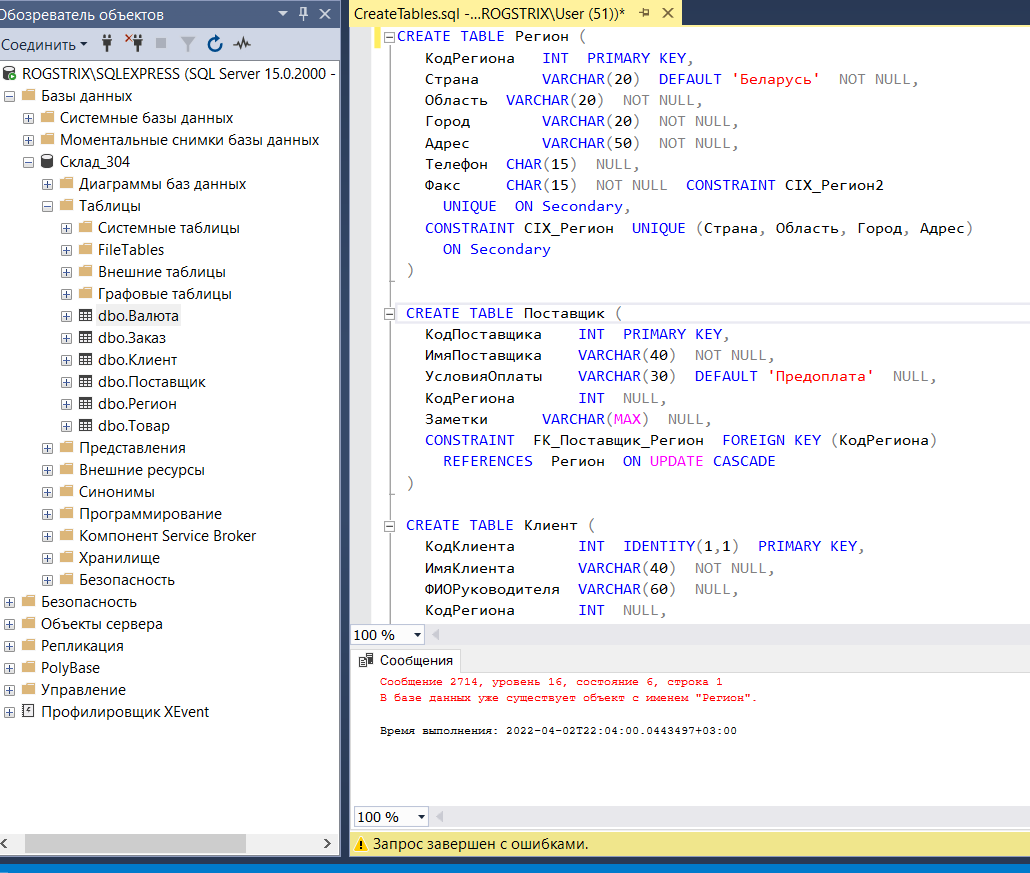 Обозреватель объектов
Соединить
ROGSTRIX\SQLEXPRESS (SQL Server 15.0.2000 -
Базы данных
Системные базы данных
Моментальные снимки базы данных
Склад_304
Диаграммы баз данных
Таблицы
Системные таблицы
FileTables
Внешние таблицы
Графовые таблицы
dbo.Валюта
dbo.Заказ
dbo.Клиент
dbo.Поставщик
dbo.Регион
dbo.Товар
Представления
Внешние ресурсы
Синонимы
Программирование
Компонент Service Broker
Хранилище
Безопасность
Безопасность
Объекты сервера
Репликация
PolyBase
Управление
Профилировщик XEvent
CreateTables.sql -...ROGSTRIX\User (51))*
CREATE TABLE Регион (
КодРегиона INT PRIMARY KEY,
Страна VARCHAR(20) DEFAULT 'Беларусь' NOT NULL,
Область VARCHAR(20) NOT NULL,
Город VARCHAR(20) NOT NULL,
Адрес VARCHAR(50) NOT NULL,
Телефон CHAR(15) NULL,
Факс CHAR(15) NOT NULL CONSTRAINT CIX_Регион2
UNIQUE ON Secondary,
CONSTRAINT CIX_Регион UNIQUE (Страна, Область, Город, Адрес)
ON Secondary
)
CREATE TABLE Поставщик (
КодПоставщика INT PRIMARY KEY,
ИмяПоставщика VARCHAR(40) NOT NULL,
УсловияОплаты VARCHAR(30) DEFAULT 'Предоплата' NULL,
КодРегиона INT NULL,
Заметки VARCHAR(MAX) NULL,
CONSTRAINT FK_Поставщик_Регион FOREIGN KEY (КодРегиона)
REFERENCES Регион ON UPDATE CASCADE
)
CREATE TABLE Клиент (
КодКлиента INT IDENTITY(1,1) PRIMARY KEY,
ИмяКлиента VARCHAR(40) NOT NULL,
ФИОРуководителя VARCHAR(60) NULL,
КодРегиона INT NULL,
100 %
Сообщения
Сообщение 2714, уровень 16, состояние 6, строка 1
В базе данных уже существует объект с именем "Регион".
Время выполнения: 2022-04-02T22:04:00.0443497+03:00
100 %
Запрос завершен с ошибками.